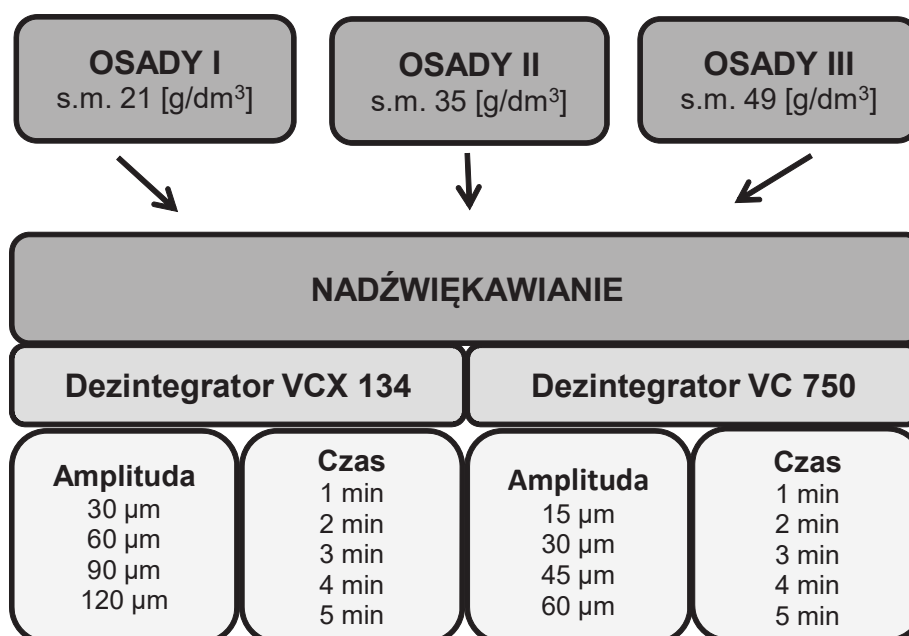 OSADY I
s.m. 21 [g/dm³]
OSADY II
s.m. 35 [g/dm³]
OSADY III
s.m. 49 [g/dm³]
NADŹWIĘKAWIANIE
Dezintegrator VCX 134
Dezintegrator VC 750
Amplituda
30 µm
60 µm
90 µm
120 µm
Czas
1 min
2 min
3 min
4 min
5 min
Amplituda
15 µm
30 µm
45 µm
60 µm
Czas
1 min
2 min
3 min
4 min
5 min